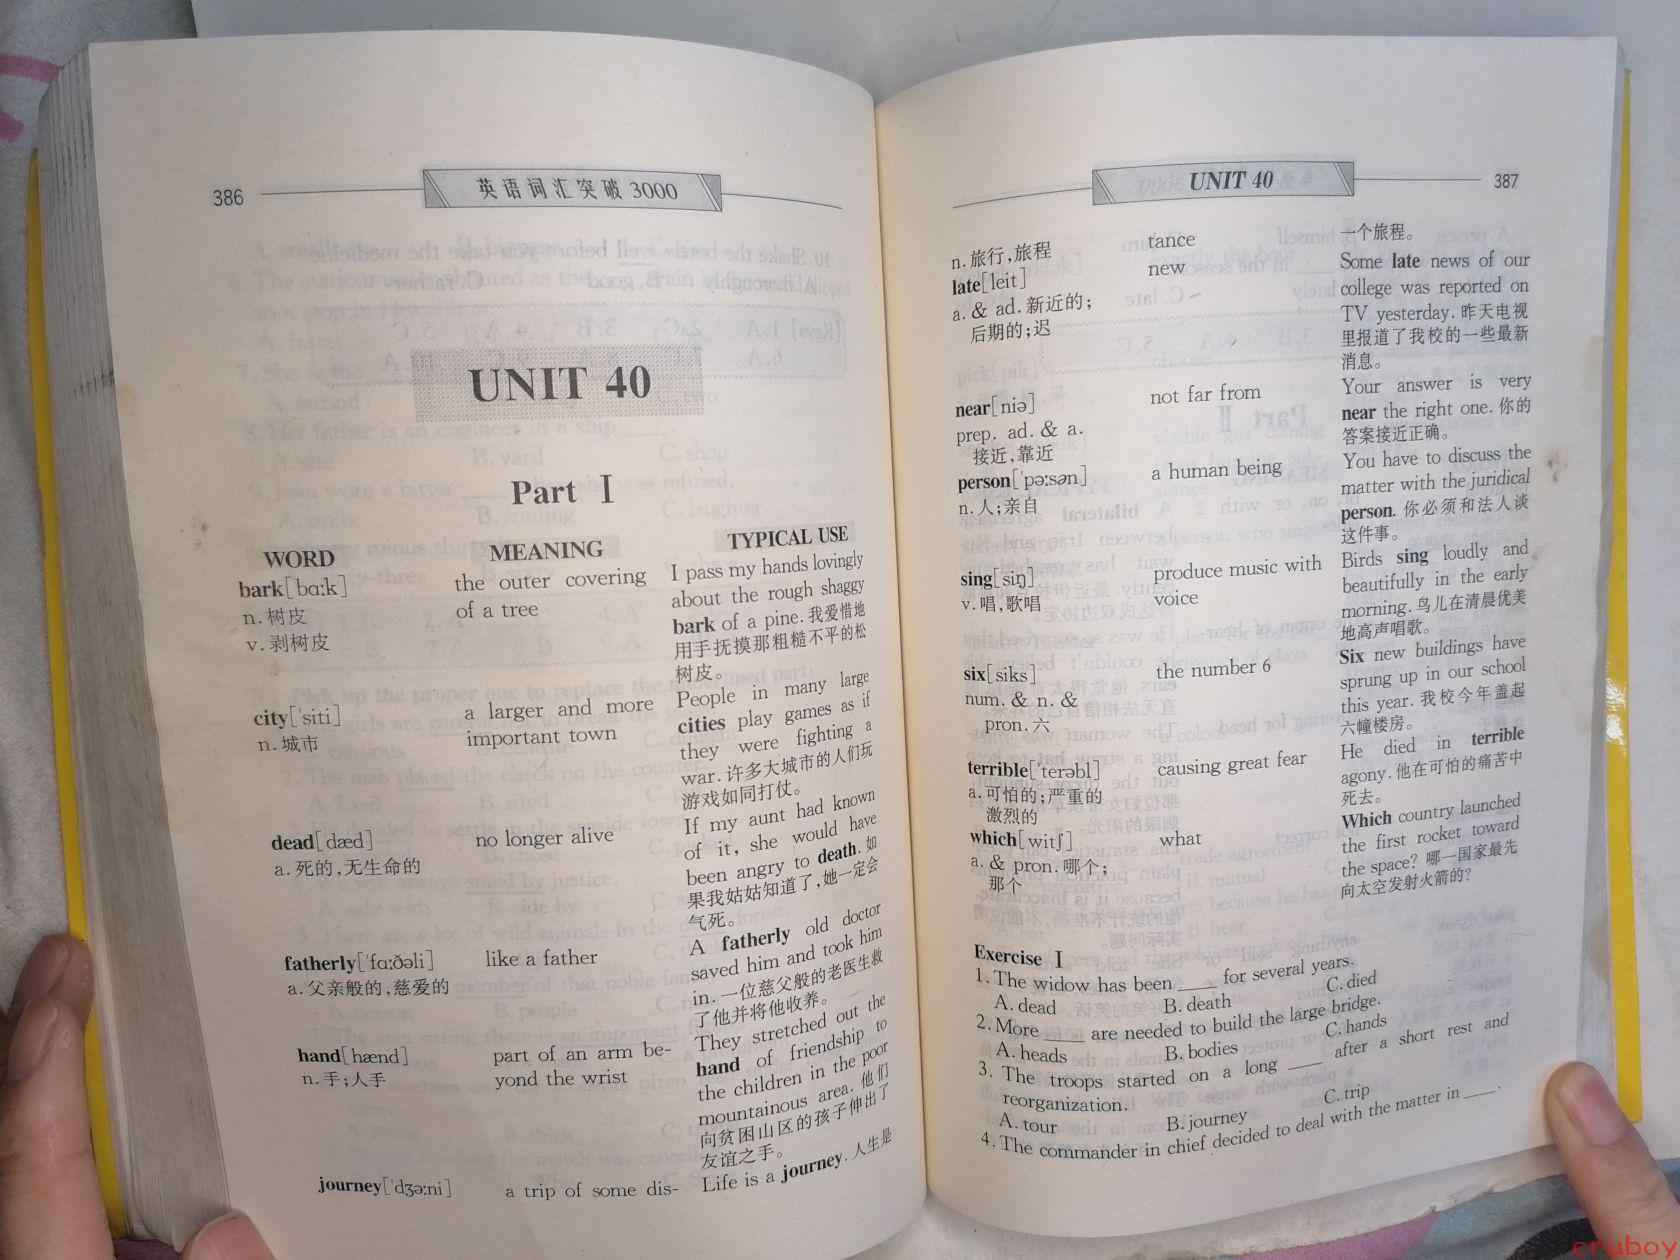 386
英语词汇突破 3000
UNIT 40
Part Ⅰ
WORD
MEANING
TYPICAL USE
bark[bɑːk]
n.树皮
v.剥树皮
the outer covering
of a tree
I pass my hands lovingly
about the rough shaggy
bark of a pine.我爱惜地
用手抚摸那粗糙不平的松
树皮。
city[ˈsiti]
n.城市
a larger and more
important town
People in many large
cities play games as if
they were fighting a
war.许多大城市的人们玩
游戏如同打仗。
dead[dæd]
a.死的,无生命的
no longer alive
If my aunt had known
of it, she would have
been angry to death.如
果我姑姑知道了,她一定会
气死。
fatherly[ˈfɑːðəli]
a.父亲般的,慈爱的
like a father
A fatherly old doctor
saved him and took him
in.一位慈父般的老医生救
了他并将他收养。
hand[hænd]
n.手;人手
part of an arm be-
yond the wrist
They stretched out the
hand of friendship to
the children in the poor
mountainous area.他们
向贫困山区的孩子伸出了
友谊之手。
journey[ˈdʒəːni]
a trip of some dis-
Life is a journey.人生是
UNIT 40
387
n.旅行,旅程
tance
一个旅程。
late[leit]
a. & ad.新近的;
后期的;迟
new
Some late news of our
college was reported on
TV yesterday.昨天电视
里报道了我校的一些最新
消息。
near[niə]
prep. ad. & a.
接近,靠近
not far from
Your answer is very
near the right one.你的
答案接近正确。
person[ˈpəːsən]
n.人;亲自
a human being
You have to discuss the
matter with the juridical
person.你必须和法人谈
这件事。
sing[siŋ]
v.唱,歌唱
produce music with
voice
Birds sing loudly and
beautifully in the early
morning.鸟儿在清晨优美
地高声唱歌。
six[siks]
num. & n. &
pron.六
the number 6
Six new buildings have
sprung up in our school
this year.我校今年盖起
六幢楼房。
terrible[ˈterəbl]
a.可怕的;严重的
激烈的
causing great fear
He died in terrible
agony.他在可怕的痛苦中
死去。
which[witʃ]
a. & pron.哪个;
那个
what
Which country launched
the first rocket toward
the space? 哪一国家最先
向太空发射火箭的?
Exercise Ⅰ
1.The widow has been ____ for several years.
A.dead B.death C.died
2.More ____ are needed to build the large bridge.
A.heads B.bodies C.hands
3.The troops started on a long ____ after a short rest and
reorganization.
A.tour B.journey C.trip
4.The commander in chief decided to deal with the matter in ____.
cruboy